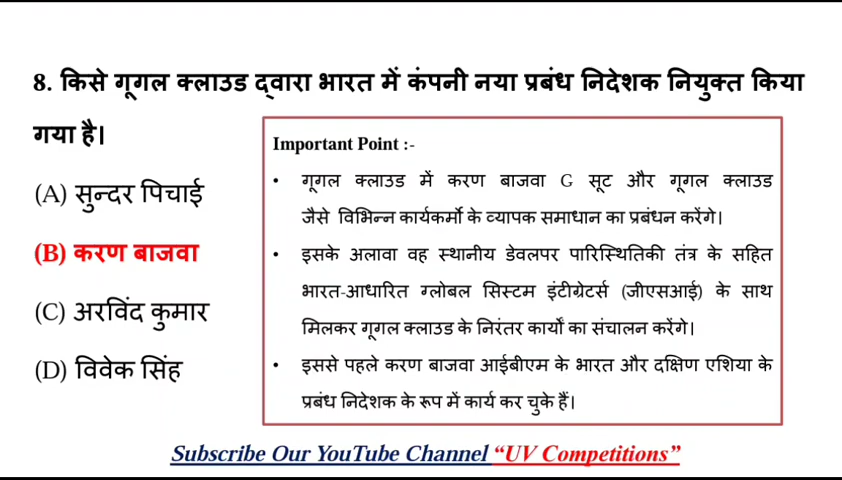 8. किसे गूगल क्लाउड द्वारा भारत में कंपनी नया प्रबंध निदेशक नियुक्त किया
गया है।
(A) सुन्दर पिचाई
(B) करण बाजवा
(C) अरविंद कुमार
(D) विवेक सिंह
Important Point :-
• गूगल क्लाउड में करण बाजवा G सूट और गूगल क्लाउड
जैसे विभिन्न कार्यकर्मो के व्यापक समाधान का प्रबंधन करेंगे।
• इसके अलावा वह स्थानीय डेवलपर पारिस्थितिकी तंत्र के सहित
भारत-आधारित ग्लोबल सिस्टम इंटीग्रेटर्स (जीएसआई) के साथ
मिलकर गूगल क्लाउड के निरंतर कार्यों का संचालन करेंगे।
• इससे पहले करण बाजवा आईबीएम के भारत और दक्षिण एशिया के
प्रबंध निदेशक के रूप में कार्य कर चुके हैं।
Subscribe Our YouTube Channel “UV Competitions”